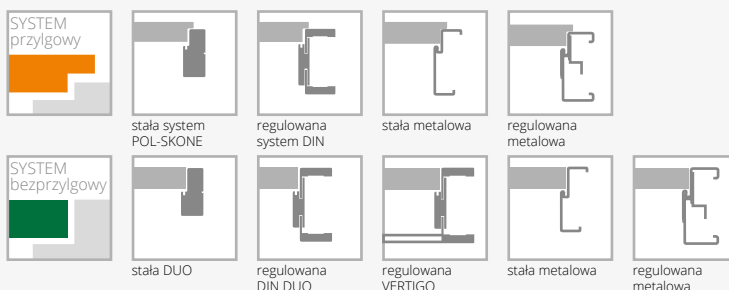 SYSTEM
przylgowy
stała system
POL-SKONE
regulowana
system DIN
stała metalowa
regulowana
metalowa
SYSTEM
bezprzylgowy
stała DUO
regulowana
DIN DUO
regulowana
VERTIGO
stała metalowa
regulowana
metalowa